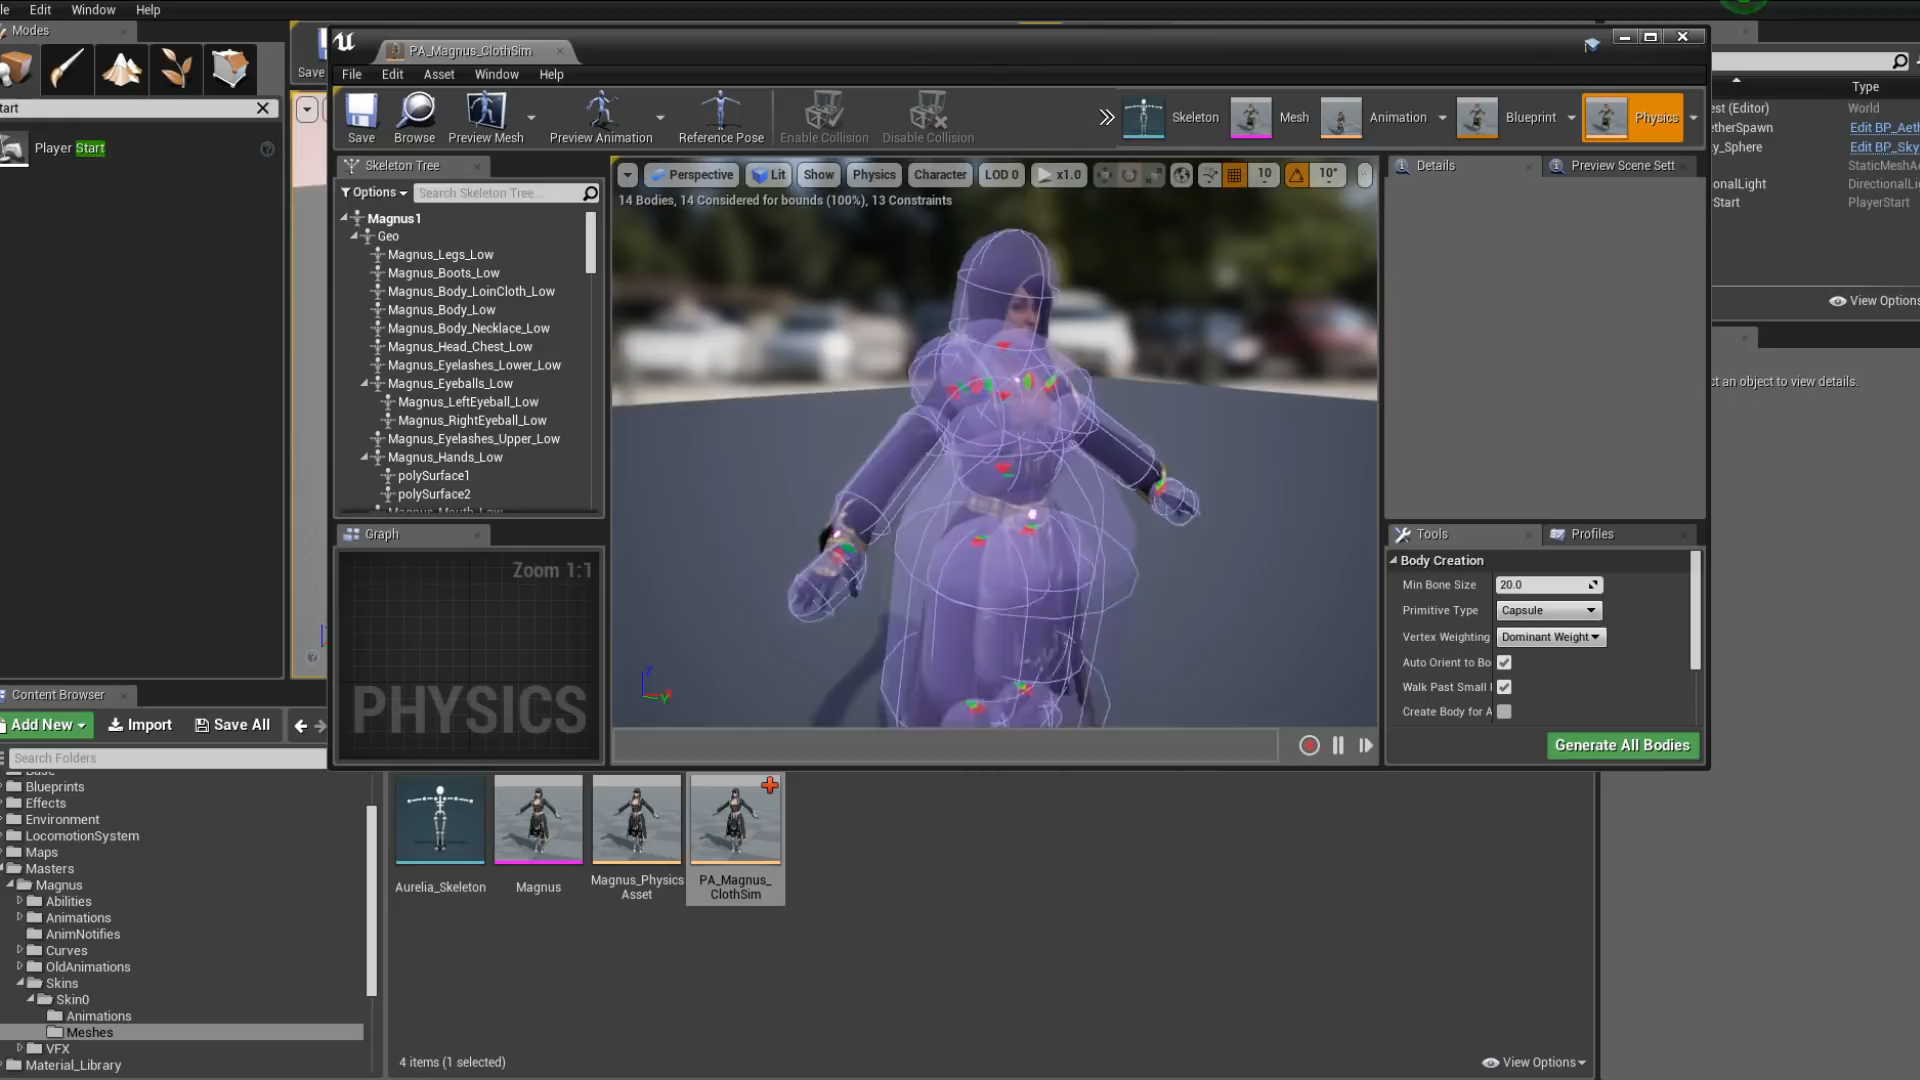 Edit Window Help
Modes
Save
tart
Player Start
PA_Magnus_ClothSim
File Edit Asset Window Help
Save Browse Preview Mesh Preview Animation Reference Pose Enable Collision Disable Collision
Skeleton Mesh Animation Blueprint Physics
Skeleton Tree
Options Search Skeleton Tree...
Magnus1
Geo
Magnus_Legs_Low
Magnus_Boots_Low
Magnus_Body_LoinCloth_Low
Magnus_Body_Low
Magnus_Body_Necklace_Low
Magnus_Head_Chest_Low
Magnus_Eyelashes_Lower_Low
Magnus_Eyeballs_Low
Magnus_LeftEyeball_Low
Magnus_RightEyeball_Low
Magnus_Eyelashes_Upper_Low
Magnus_Hands_Low
polySurface1
polySurface2
Magnus_Mouth_Low
Graph
Zoom 1:1
PHYSICS
Perspective Lit Show Physics Character LOD 0 x1.0 10 10°
14 Bodies, 14 Considered for bounds (100%), 13 Constraints
Z
Details
Preview Scene Sett
Tools
Profiles
Body Creation
Min Bone Size 20.0
Primitive Type Capsule
Vertex Weighting Dominant Weight
Auto Orient to Bo
Walk Past Small
Create Body for A
Generate All Bodies
Type
est (Editor) World
etherSpawn Edit BP_Aet
y_Sphere Edit BP_Sky
StaticMeshA
onalLight DirectionalLi
rStart PlayerStart
View Options
ct an object to view details.
Content Browser
Add New Import Save All
Search Folders
Base
Blueprints
Effects
Environment
LocomotionSystem
Maps
Masters
Magnus
Abilities
Animations
AnimNotifies
Curves
OldAnimations
Skins
Skin0
Animations
Meshes
VFX
Material_Library
Aurelia_Skeleton
Magnus
Magnus_Physics
Asset
PA_Magnus_
ClothSim
4 items (1 selected)
View Options